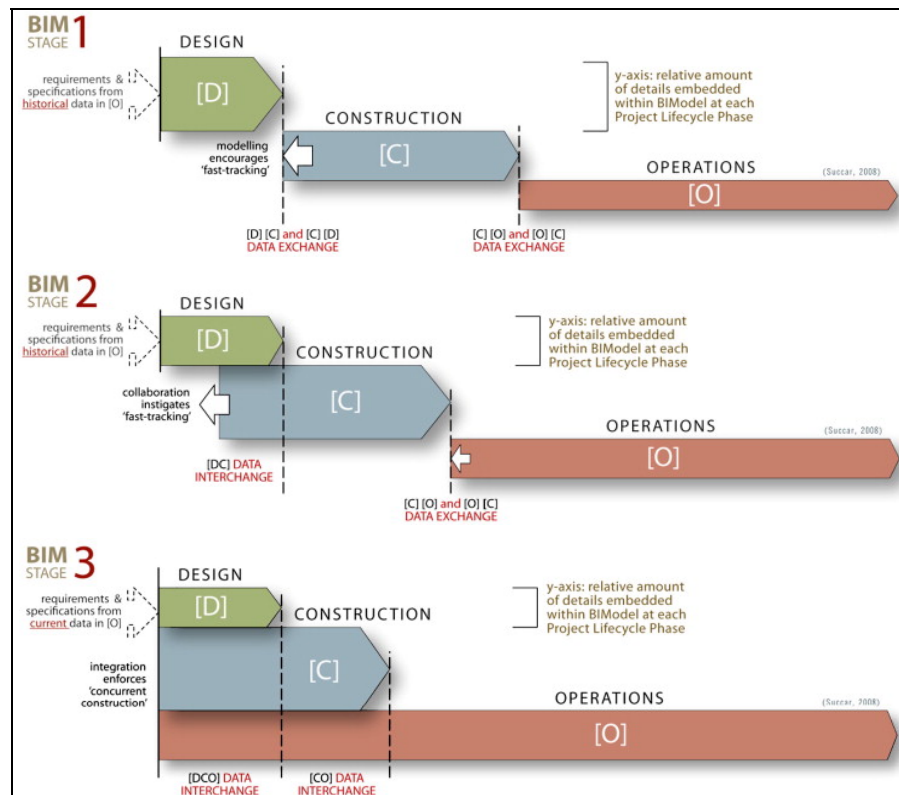 BIM
STAGE 1
DESIGN
requirements &
specifications from
historical data in [O]
[D]
y-axis: relative amount
of details embedded
within BIModel at each
Project Lifecycle Phase
CONSTRUCTION
modelling
encourages
'fast-tracking'
[C]
OPERATIONS
(Succar, 2008)
[O]
[D] [C] and [C] [D]
DATA EXCHANGE
[C] [O] and [O] [C]
DATA EXCHANGE
BIM
STAGE 2
DESIGN
requirements &
specifications from
historical data in [O]
[D]
y-axis: relative amount
of details embedded
within BIModel at each
Project Lifecycle Phase
CONSTRUCTION
collaboration
instigates
'fast-tracking'
[C]
OPERATIONS
(Succar, 2008)
[O]
[DC] DATA
INTERCHANGE
[C] [O] and [O] [C]
DATA EXCHANGE
BIM
STAGE 3
DESIGN
requirements &
specifications from
current data in [O]
[D]
y-axis: relative amount
of details embedded
within BIModel at each
Project Lifecycle Phase
CONSTRUCTION
integration
enforces
'concurrent
construction'
[C]
OPERATIONS
(Succar, 2008)
[O]
[DCO] DATA
INTERCHANGE
[CO] DATA
INTERCHANGE